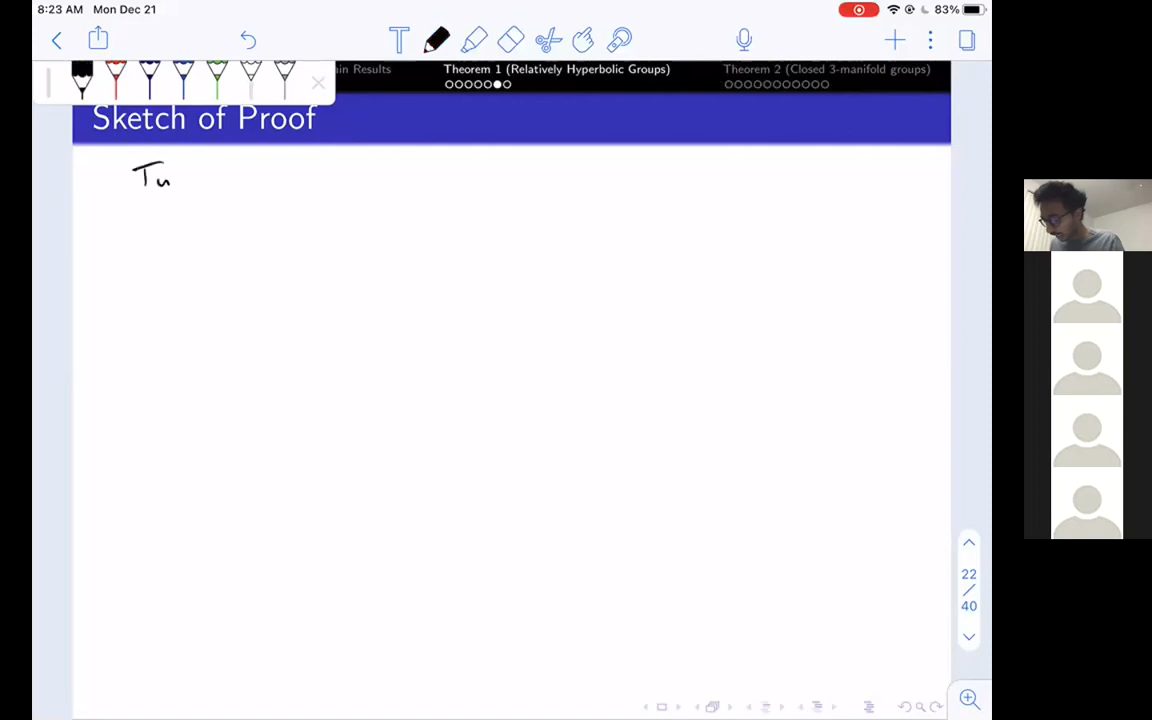 8:23 AM Mon Dec 21
83%
ain Results
Theorem 1 (Relatively Hyperbolic Groups)
Theorem 2 (Closed 3-manifold groups)
Sketch of Proof
Tu
22
/
40